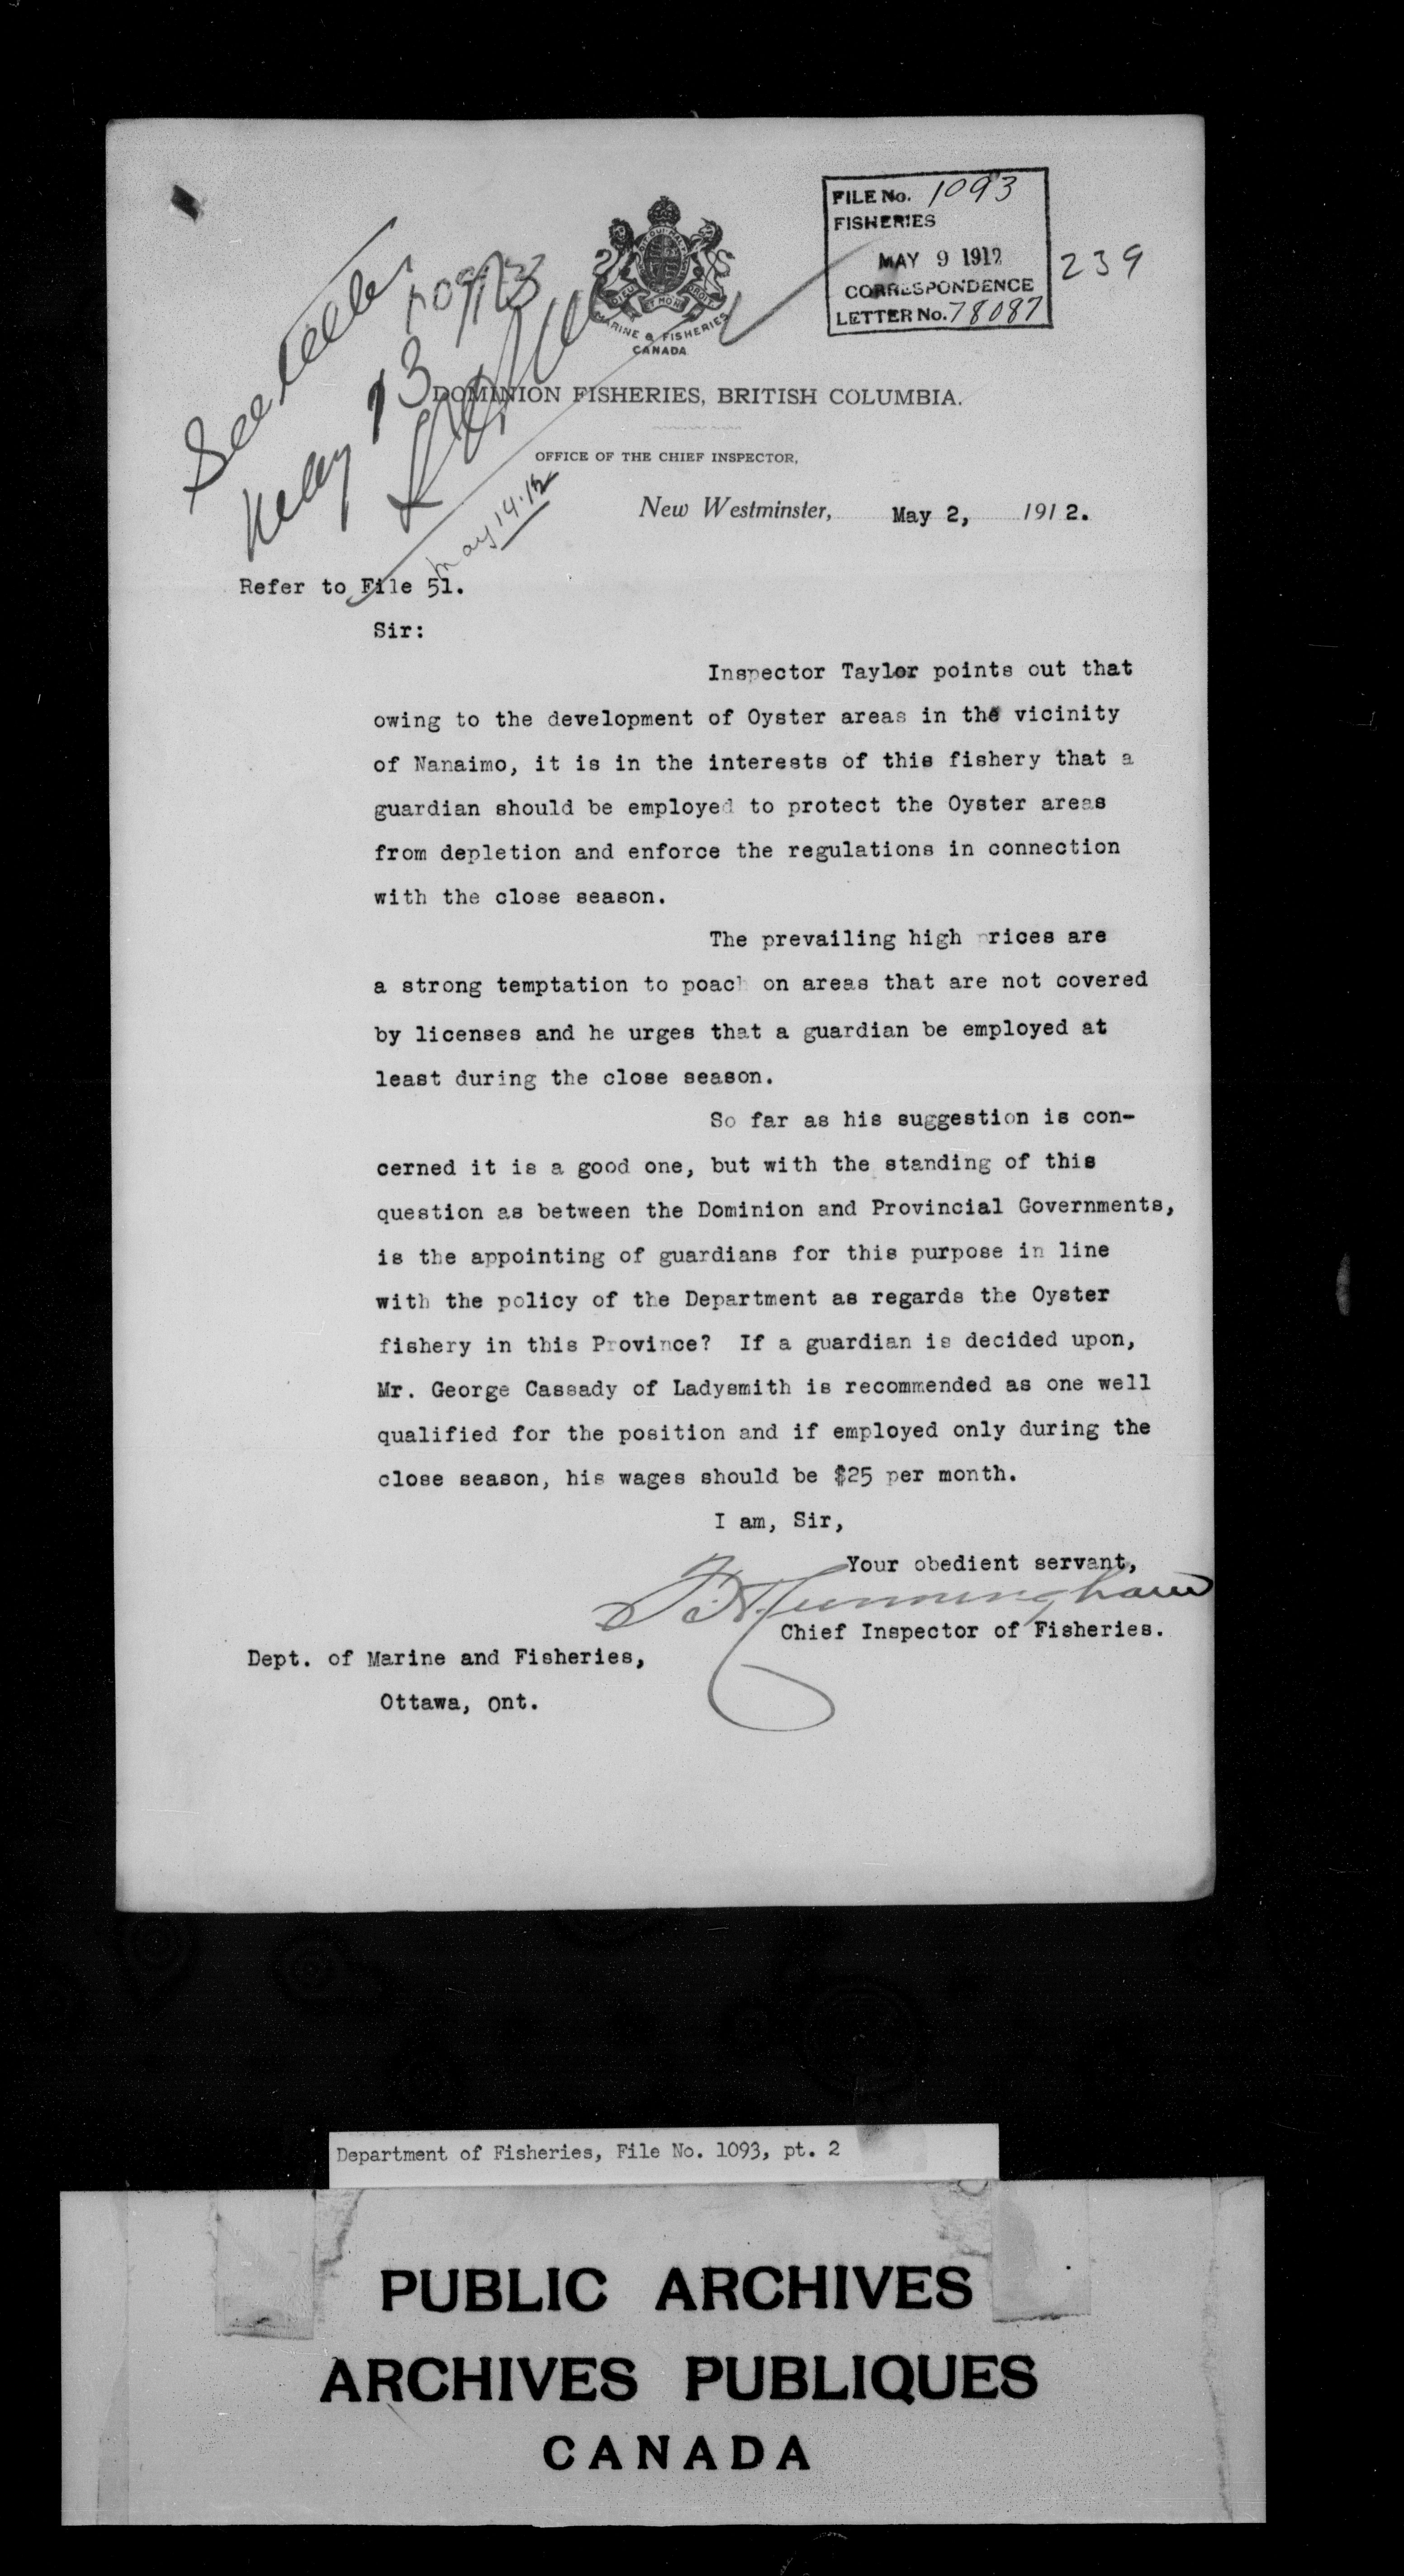 FILE No. 1093
FISHERIES
MAY 9 1912
CORRESPONDENCE
LETTER No. 78087
239
MARINE & FISHERIES
CANADA
DOMINION FISHERIES, BRITISH COLUMBIA.
OFFICE OF THE CHIEF INSPECTOR,
New Westminster, May 2, 1912.
See
May 14.12
Refer to File 51.
Sir:
Inspector Taylor points out that
owing to the development of Oyster areas in the vicinity
of Nanaimo, it is in the interests of this fishery that a
guardian should be employed to protect the Oyster areas
from depletion and enforce the regulations in connection
with the close season.
The prevailing high prices are
a strong temptation to poach on areas that are not covered
by licenses and he urges that a guardian be employed at
least during the close season.
So far as his suggestion is con-
cerned it is a good one, but with the standing of this
question as between the Dominion and Provincial Governments,
is the appointing of guardians for this purpose in line
with the policy of the Department as regards the Oyster
fishery in this Province? If a guardian is decided upon,
Mr. George Cassady of Ladysmith is recommended as one well
qualified for the position and if employed only during the
close season, his wages should be $25 per month.
I am, Sir,
Your obedient servant,
Cunningham
Chief Inspector of Fisheries.
Dept. of Marine and Fisheries,
Ottawa, Ont.
Department of Fisheries, File No. 1093, pt. 2
PUBLIC ARCHIVES
ARCHIVES PUBLIQUES
CANADA